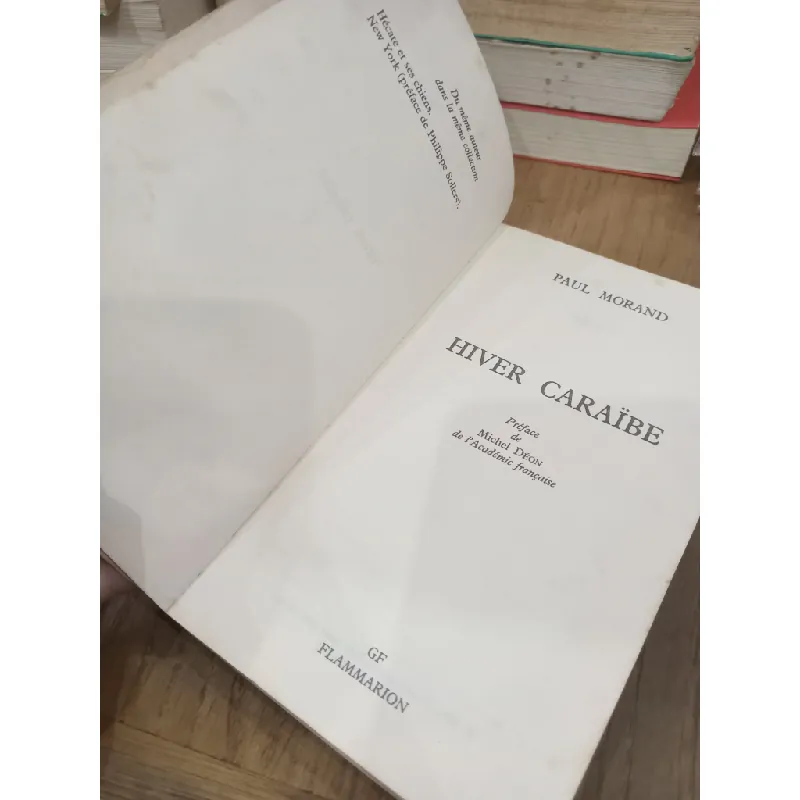 Du même auteur
dans la même collection
Hécate et ses chiens.
New York (préface de Philippe Sollers).
PAUL MORAND
HIVER CARAÏBE
Préface
de
Michel DÉON
de l'Académie française
GF
FLAMMARION